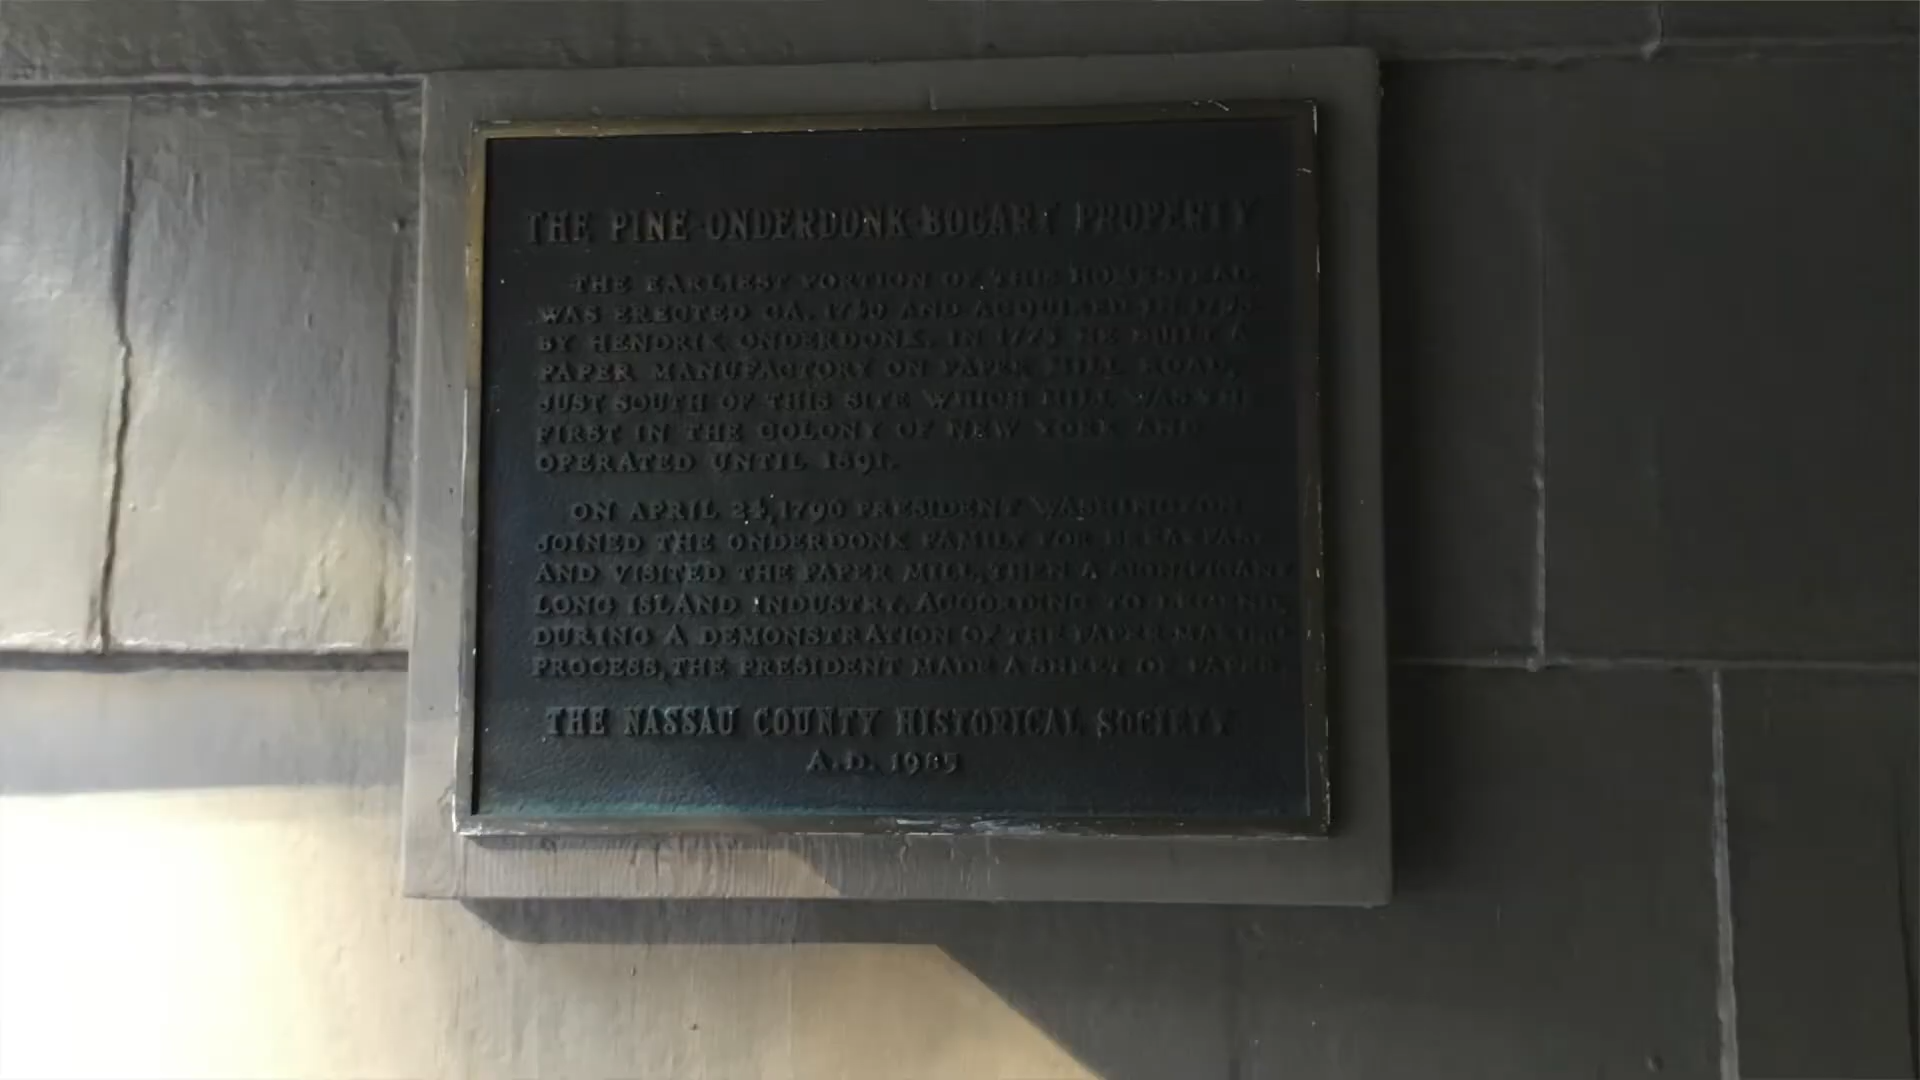 THE PINE-ONDERDONK-BOGART PROPERTY
THE EARLIEST PORTION OF THIS HOMESTEAD
WAS ERECTED CA. AND ACQUIRED IN
BY HENDRIK ONDERDONK. IN 1773 HE BUILT A
PAPER MANUFACTORY ON PAPER MILL ROAD,
JUST SOUTH OF THIS SITE WHICH MILL WAS THE
FIRST IN THE COLONY OF NEW YORK AND
OPERATED UNTIL 1891.
ON APRIL 24, 1790 PRESIDENT WASHINGTON
JOINED THE ONDERDONK FAMILY FOR BREAKFAST
AND VISITED THE PAPER MILL, THEN A SIGNIFICANT
LONG ISLAND INDUSTRY. ACCORDING TO LEGEND,
DURING A DEMONSTRATION OF THE PAPER MAKING
PROCESS, THE PRESIDENT MADE A SHEET OF PAPER.
THE NASSAU COUNTY HISTORICAL SOCIETY
A.D. 1985